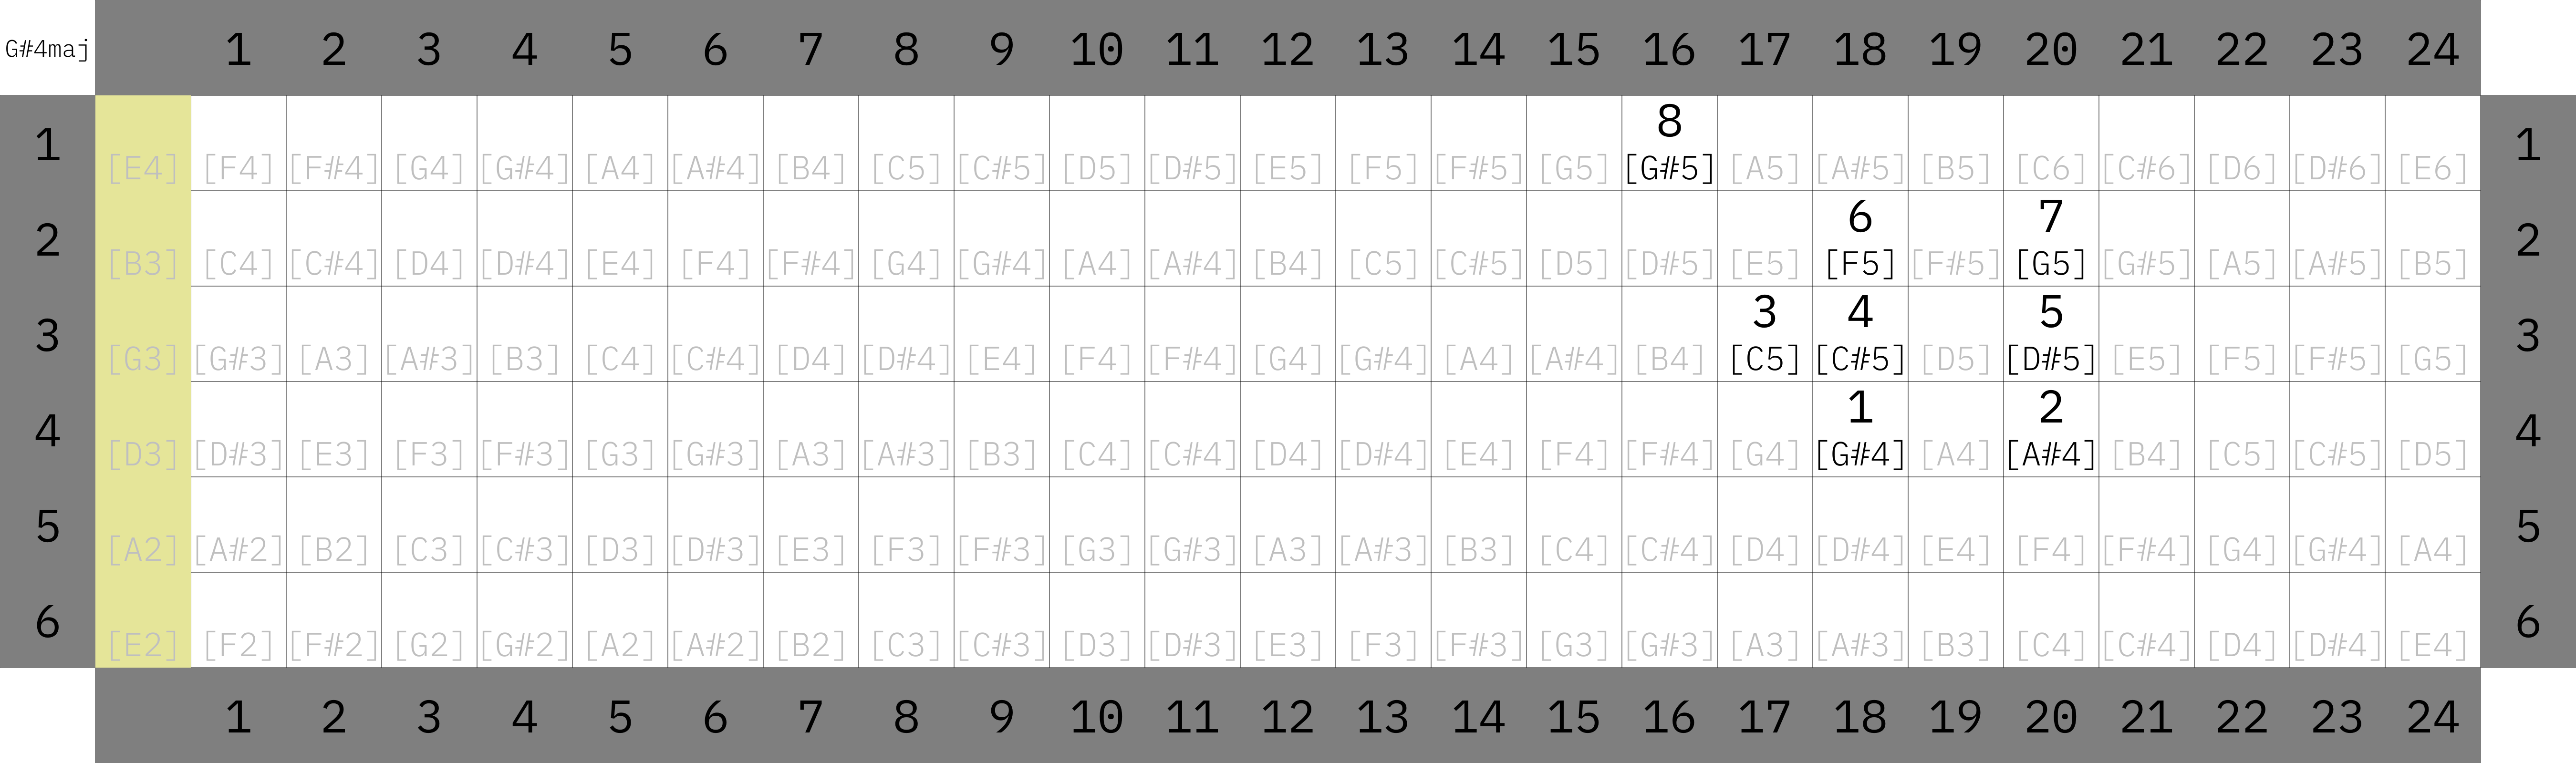 G#4maj 1 2 3 4 5 6 7 8 9 10 11 12 13 14 15 16 17 18 19 20 21 22 23 24
8
1 [E4] [F4] [F#4] [G4] [G#4] [A4] [A#4] [B4] [C5] [C#5] [D5] [D#5] [E5] [F5] [F#5] [G5] [G#5] [A5] [A#5] [B5] [C6] [C#6] [D6] [D#6] [E6] 1
6 7
2 [B3] [C4] [C#4] [D4] [D#4] [E4] [F4] [F#4] [G4] [G#4] [A4] [A#4] [B4] [C5] [C#5] [D5] [D#5] [E5] [F5] [F#5] [G5] [G#5] [A5] [A#5] [B5] 2
3 4 5
3 [G3] [G#3] [A3] [A#3] [B3] [C4] [C#4] [D4] [D#4] [E4] [F4] [F#4] [G4] [G#4] [A4] [A#4] [B4] [C5] [C#5] [D5] [D#5] [E5] [F5] [F#5] [G5] 3
1 2
4 [D3] [D#3] [E3] [F3] [F#3] [G3] [G#3] [A3] [A#3] [B3] [C4] [C#4] [D4] [D#4] [E4] [F4] [F#4] [G4] [G#4] [A4] [A#4] [B4] [C5] [C#5] [D5] 4
5 [A2] [A#2] [B2] [C3] [C#3] [D3] [D#3] [E3] [F3] [F#3] [G3] [G#3] [A3] [A#3] [B3] [C4] [C#4] [D4] [D#4] [E4] [F4] [F#4] [G4] [G#4] [A4] 5
6 [E2] [F2] [F#2] [G2] [G#2] [A2] [A#2] [B2] [C3] [C#3] [D3] [D#3] [E3] [F3] [F#3] [G3] [G#3] [A3] [A#3] [B3] [C4] [C#4] [D4] [D#4] [E4] 6
1 2 3 4 5 6 7 8 9 10 11 12 13 14 15 16 17 18 19 20 21 22 23 24